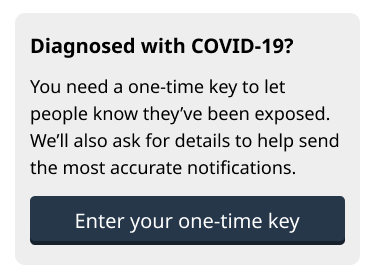 Diagnosed with COVID-19?
You need a one-time key to let
people know they’ve been exposed.
We’ll also ask for details to help send
the most accurate notifications.
Enter your one-time key